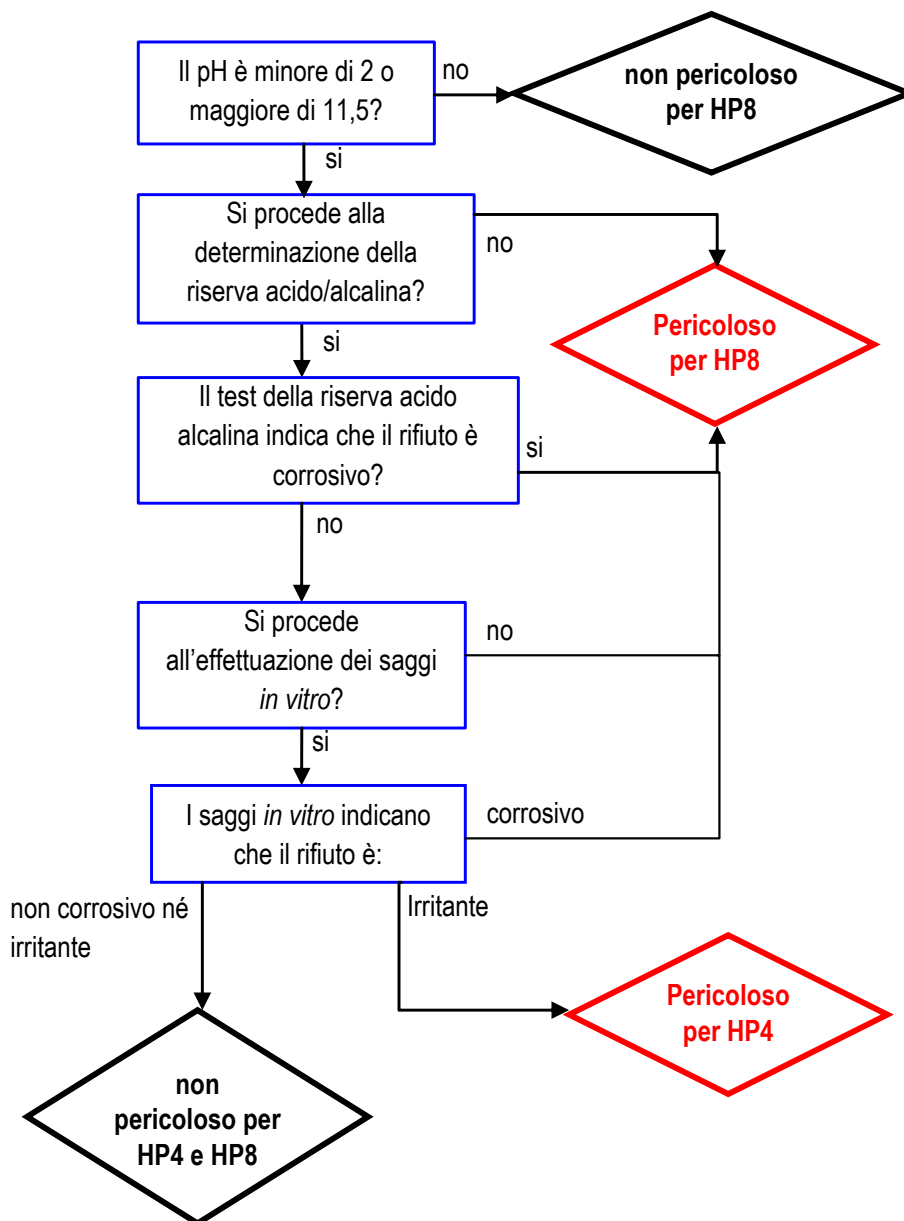 Il pH è minore di 2 o
maggiore di 11,5?
no
non pericoloso
per HP8
si
Si procede alla
determinazione della
riserva acido/alcalina?
no
Pericoloso
per HP8
si
Il test della riserva acido
alcalina indica che il rifiuto è
corrosivo?
si
no
Si procede
all’effettuazione dei saggi
in vitro?
no
si
I saggi in vitro indicano
che il rifiuto è:
corrosivo
non corrosivo né
irritante
Irritante
Pericoloso
per HP4
non
pericoloso per
HP4 e HP8